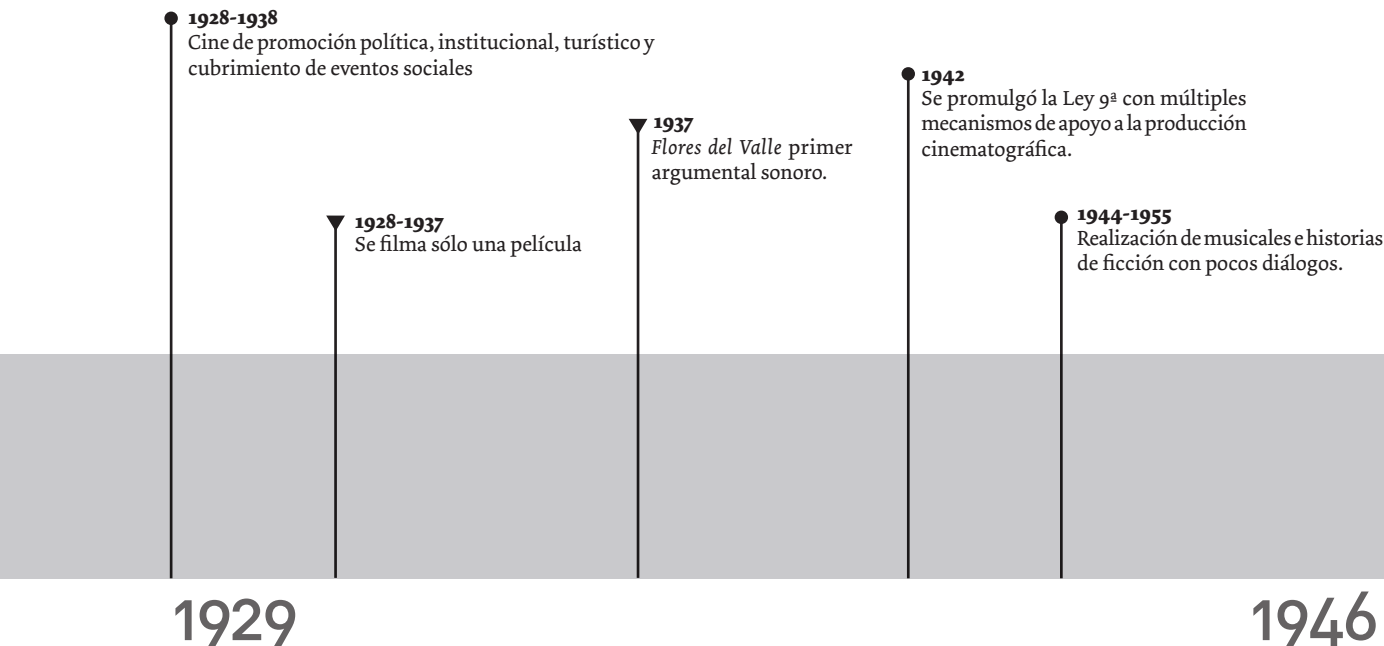 1928-1938
Cine de promoción política, institucional, turístico y
cubrimiento de eventos sociales
1928-1937
Se filma sólo una película
1937
Flores del Valle primer
argumental sonoro.
1942
Se promulgó la Ley 9ª con múltiples
mecanismos de apoyo a la producción
cinematográfica.
1944-1955
Realización de musicales e historias
de ficción con pocos diálogos.
1929
1946